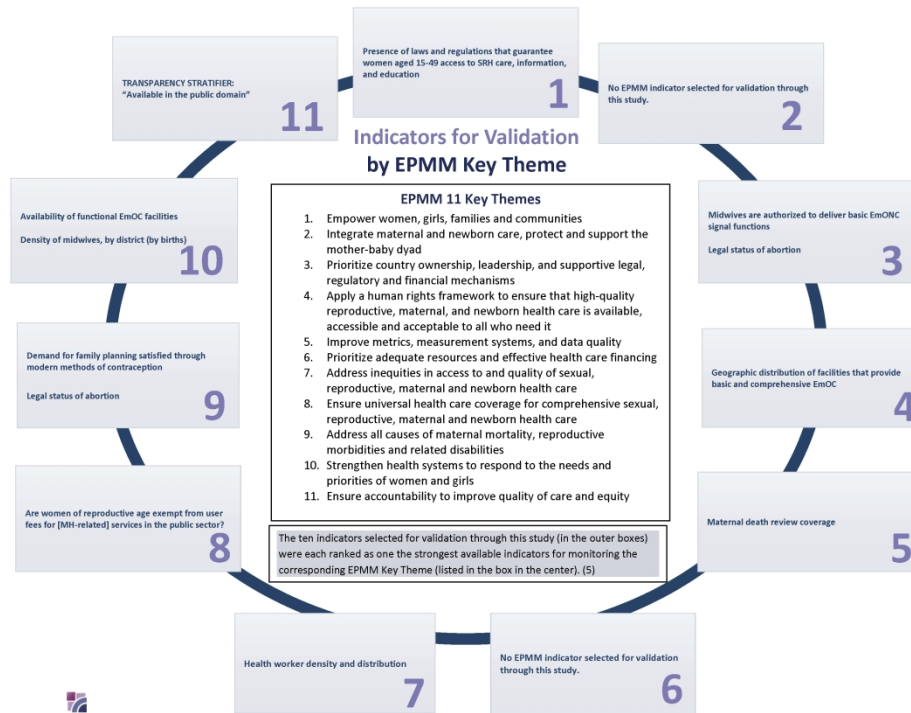 Indicators for Validation
by EPMM Key Theme
Presence of laws and regulations that guarantee
women aged 15-49 access to SRH care, information,
and education
1
No EPMM indicator selected for validation through
this study.
2
Midwives are authorized to deliver basic EmONC
signal functions
Legal status of abortion
3
Geographic distribution of facilities that provide
basic and comprehensive EmOC
4
Maternal death review coverage
5
No EPMM indicator selected for validation
through this study.
6
Health worker density and distribution
7
Are women of reproductive age exempt from user
fees for [MH-related] services in the public sector?
8
Demand for family planning satisfied through
modern methods of contraception
Legal status of abortion
9
Availability of functional EmOC facilities
Density of midwives, by district (by births)
10
TRANSPARENCY STRATIFIER:
“Available in the public domain”
11
EPMM 11 Key Themes
1. Empower women, girls, families and communities
2. Integrate maternal and newborn care, protect and support the
mother-baby dyad
3. Prioritize country ownership, leadership, and supportive legal,
regulatory and financial mechanisms
4. Apply a human rights framework to ensure that high-quality
reproductive, maternal, and newborn health care is available,
accessible and acceptable to all who need it
5. Improve metrics, measurement systems, and data quality
6. Prioritize adequate resources and effective health care financing
7. Address inequities in access to and quality of sexual,
reproductive, maternal and newborn health care
8. Ensure universal health care coverage for comprehensive sexual,
reproductive, maternal and newborn health care
9. Address all causes of maternal mortality, reproductive
morbidities and related disabilities
10. Strengthen health systems to respond to the needs and
priorities of women and girls
11. Ensure accountability to improve quality of care and equity
The ten indicators selected for validation through this study (in the outer boxes)
were each ranked as one the strongest available indicators for monitoring the
corresponding EPMM Key Theme (listed in the box in the center). (5)